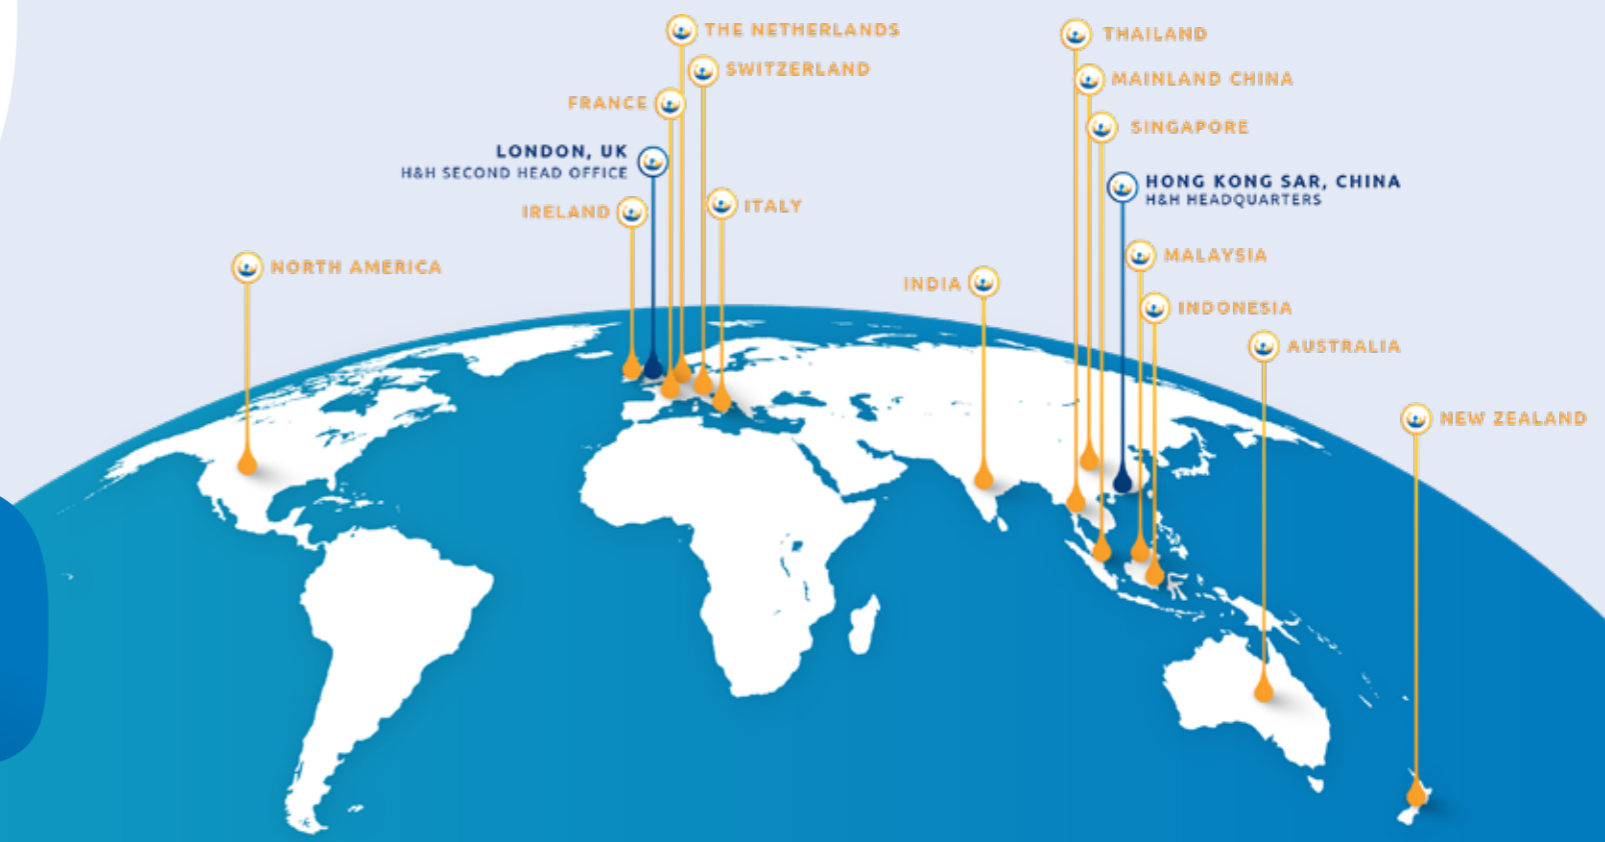 THE NETHERLANDS
SWITZERLAND
FRANCE
LONDON, UK
H&H SECOND HEAD OFFICE
IRELAND
ITALY
NORTH AMERICA
THAILAND
MAINLAND CHINA
SINGAPORE
HONG KONG SAR, CHINA
H&H HEADQUARTERS
MALAYSIA
INDIA
INDONESIA
AUSTRALIA
NEW ZEALAND